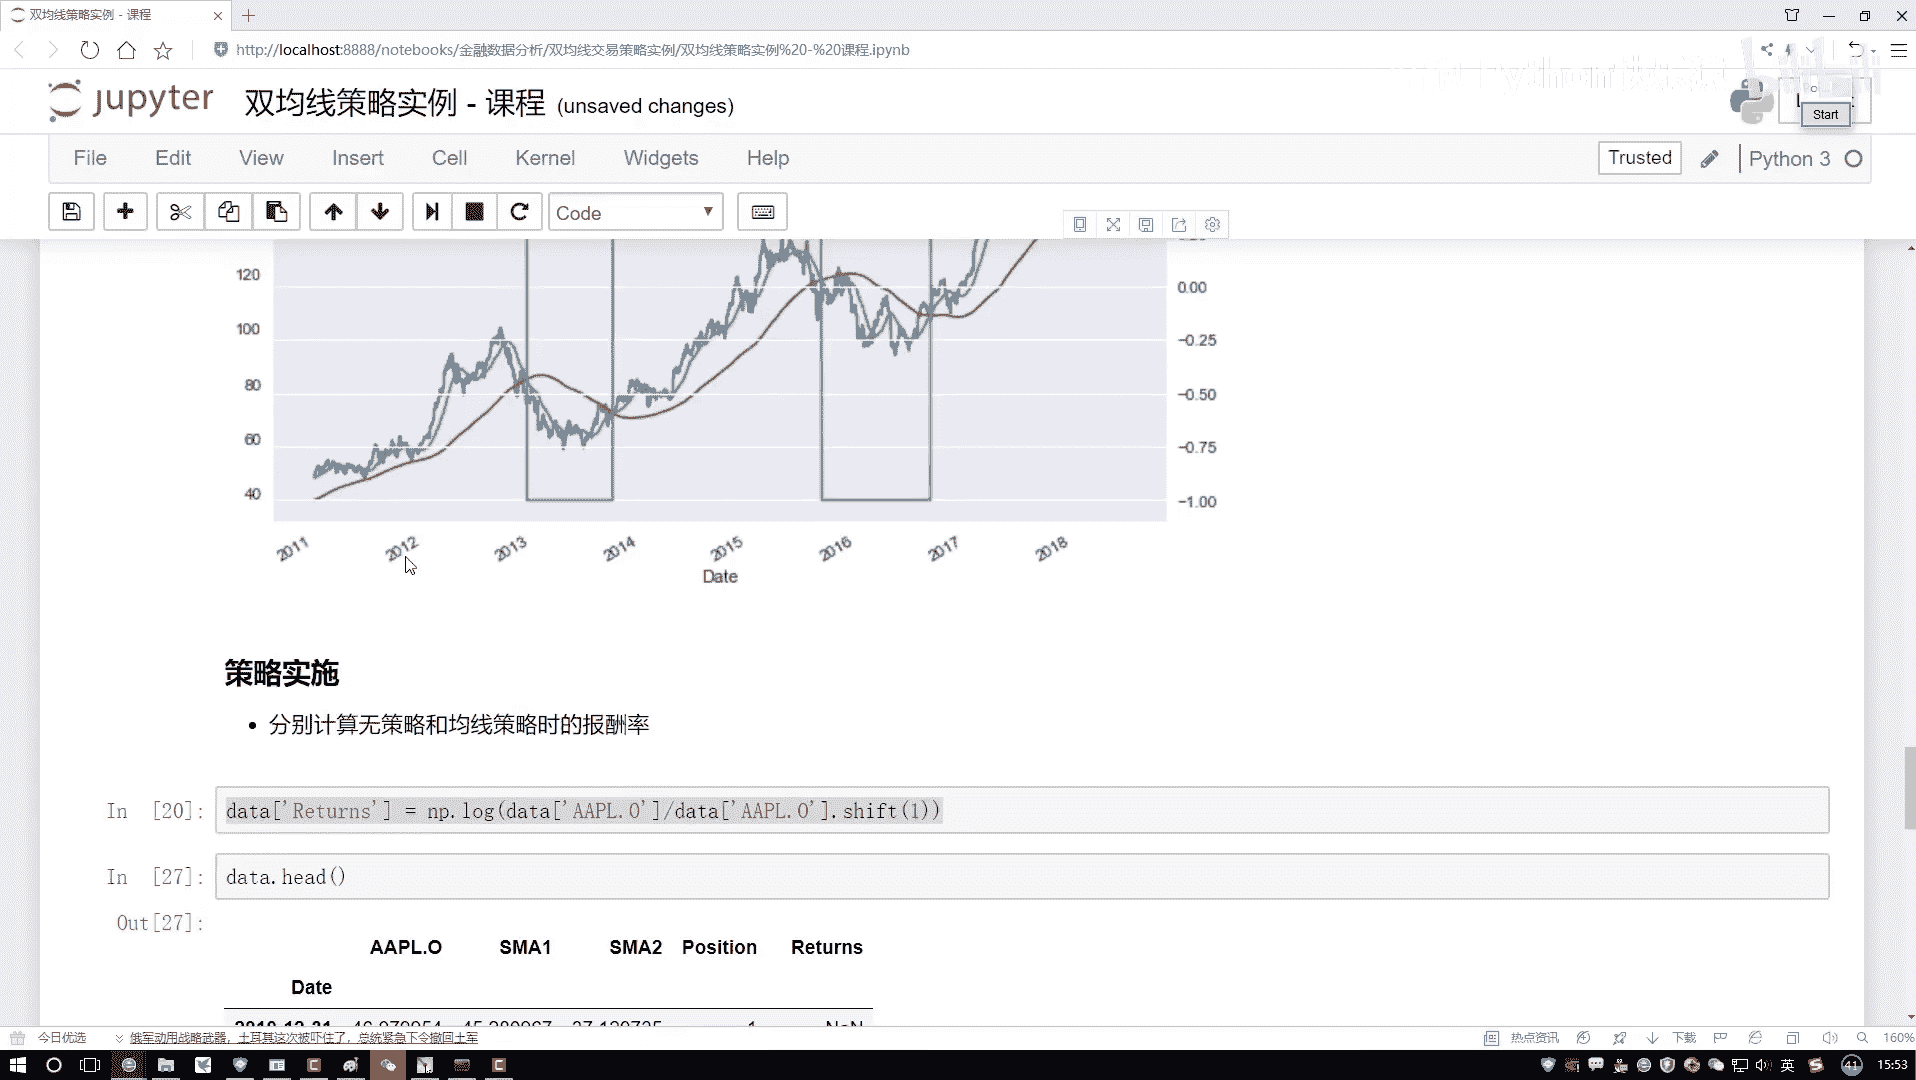 双均线策略实例 - 课程
http://localhost:8888/notebooks/金融数据分析/双均线交易策略实例/双均线策略实例%20-%20课程.ipynb
jupyter 双均线策略实例 - 课程 (unsaved changes)
Start
File Edit View Insert Cell Kernel Widgets Help
Trusted Python 3
Code
120
100
80
60
40
0.00
−0.25
−0.50
−0.75
−1.00
2011 2012 2013 2014 2015 2016 2017 2018
Date
策略实施
分别计算无策略和均线策略时的报酬率
In [20]: data['Returns'] = np.log(data['AAPL.O']/data['AAPL.O'].shift(1))
In [27]: data.head()
Out[27]:
AAPL.O SMA1 SMA2 Position Returns
Date
今日优选 俄军动用战略武器，土耳其这次被吓住了，总统紧急下令撤回土军
热点资讯 下载 160%
英 41 15:53